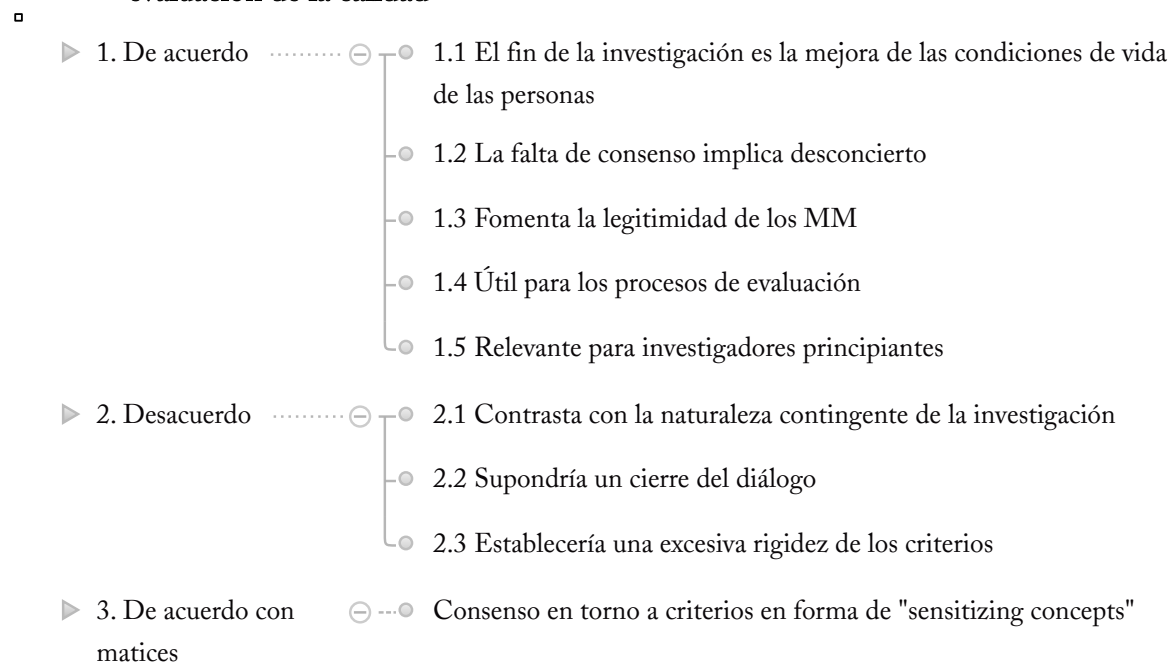 1. De acuerdo
1.1 El fin de la investigación es la mejora de las condiciones de vida
de las personas
1.2 La falta de consenso implica desconcierto
1.3 Fomenta la legitimidad de los MM
1.4 Útil para los procesos de evaluación
1.5 Relevante para investigadores principiantes
2. Desacuerdo
2.1 Contrasta con la naturaleza contingente de la investigación
2.2 Supondría un cierre del diálogo
2.3 Establecería una excesiva rigidez de los criterios
3. De acuerdo con
matices
Consenso en torno a criterios en forma de "sensitizing concepts"